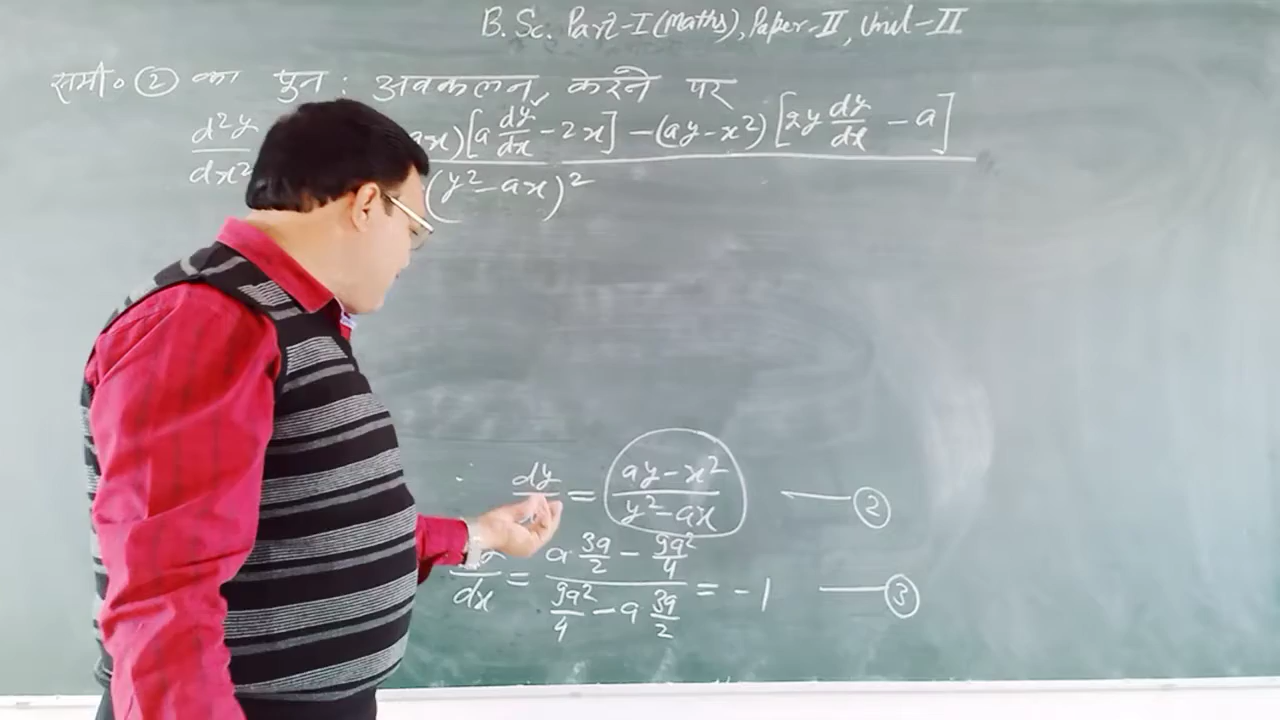 B.Sc. Part-I (Maths), Paper-II, Unit-II
समी० ② का पुन: अवकलन, करने पर
d²y/dx² ax)[a dy/dx - 2x] - (ay-x²)[2y dy/dx - a] / (y²-ax)²
∴ dy = (ay-x²)/(y²-ax) —— ②
dx = (a 3a/2 - 9a²/4)/(9a²/4 - a 3a/2) = -1 —— ③